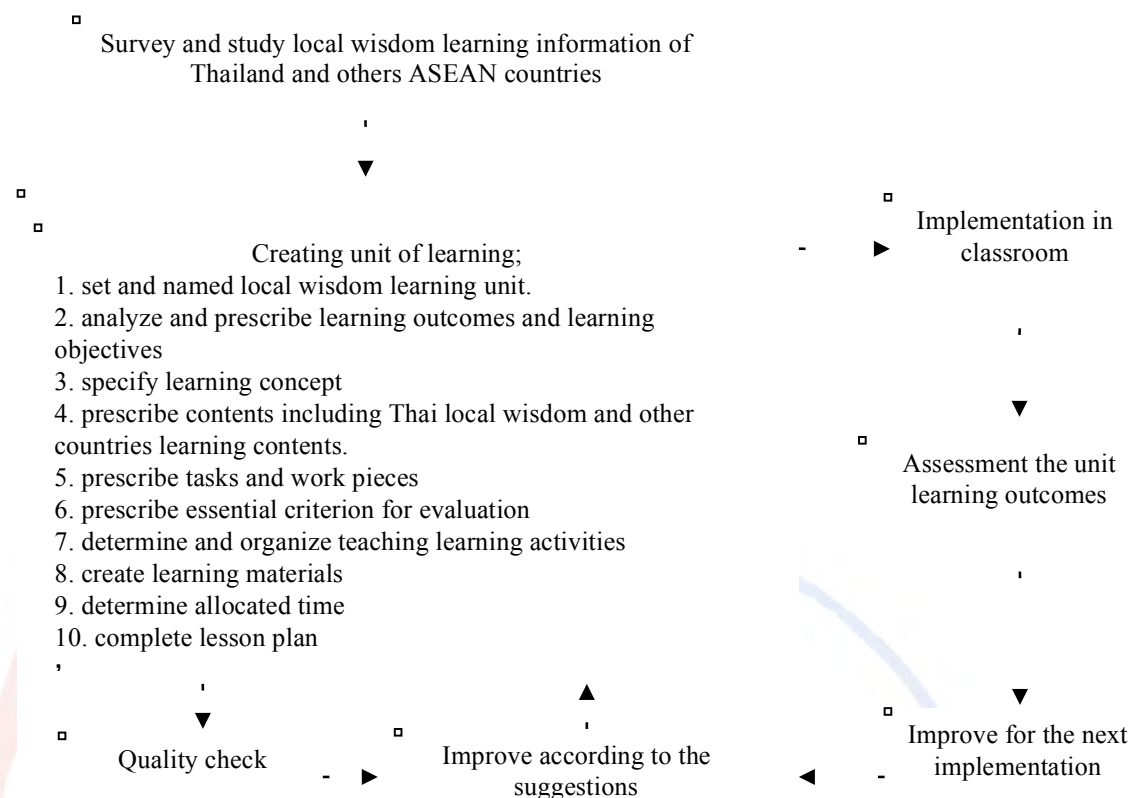 Survey and study local wisdom learning information of
Thailand and others ASEAN countries
Creating unit of learning;
1. set and named local wisdom learning unit.
2. analyze and prescribe learning outcomes and learning
objectives
3. specify learning concept
4. prescribe contents including Thai local wisdom and other
countries learning contents.
5. prescribe tasks and work pieces
6. prescribe essential criterion for evaluation
7. determine and organize teaching learning activities
8. create learning materials
9. determine allocated time
10. complete lesson plan
Implementation in
classroom
Assessment the unit
learning outcomes
Quality check
Improve according to the
suggestions
Improve for the next
implementation